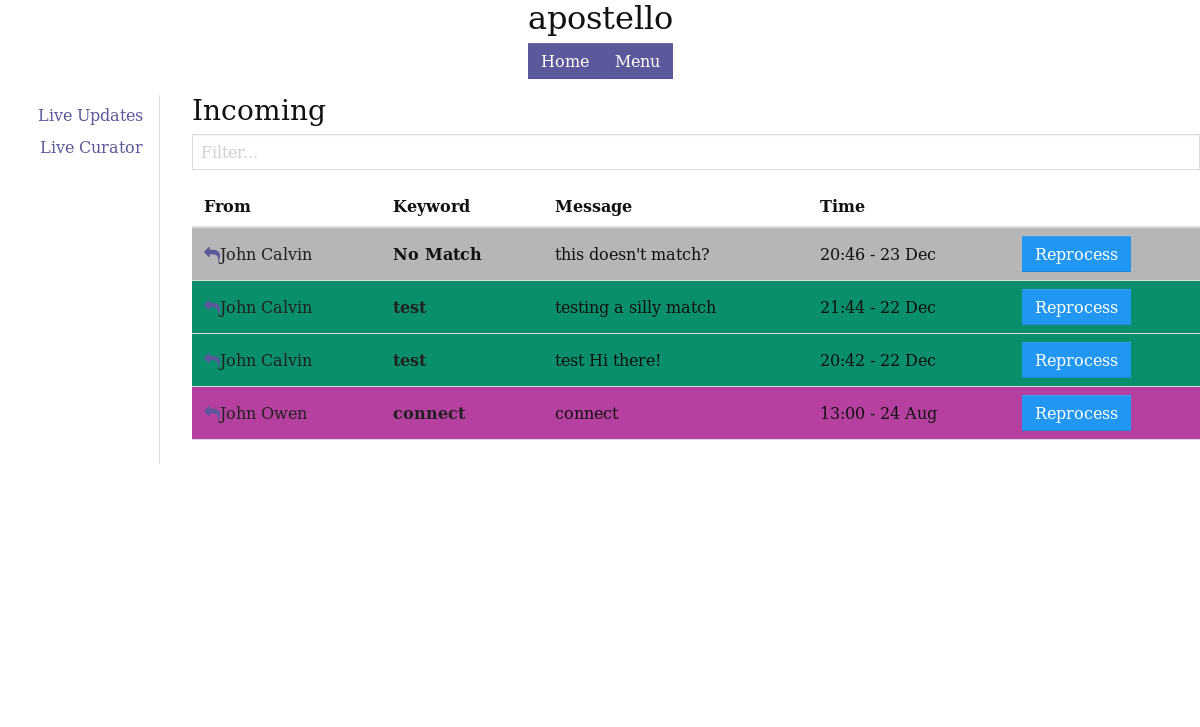 apostello
Home Menu
Live Updates
Live Curator
Incoming
Filter...
From Keyword Message Time
John Calvin No Match this doesn't match? 20:46 - 23 Dec Reprocess
John Calvin test testing a silly match 21:44 - 22 Dec Reprocess
John Calvin test test Hi there! 20:42 - 22 Dec Reprocess
John Owen connect connect 13:00 - 24 Aug Reprocess